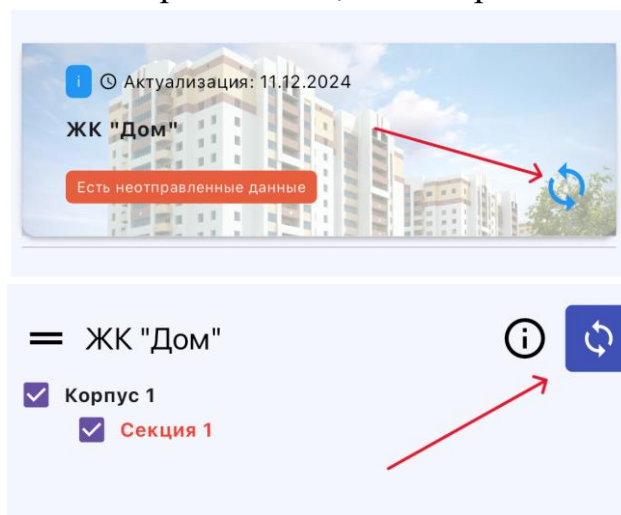 i Актуализация: 11.12.2024
ЖК "Дом"
Есть неотправленные данные
ЖК "Дом"
Корпус 1
Секция 1